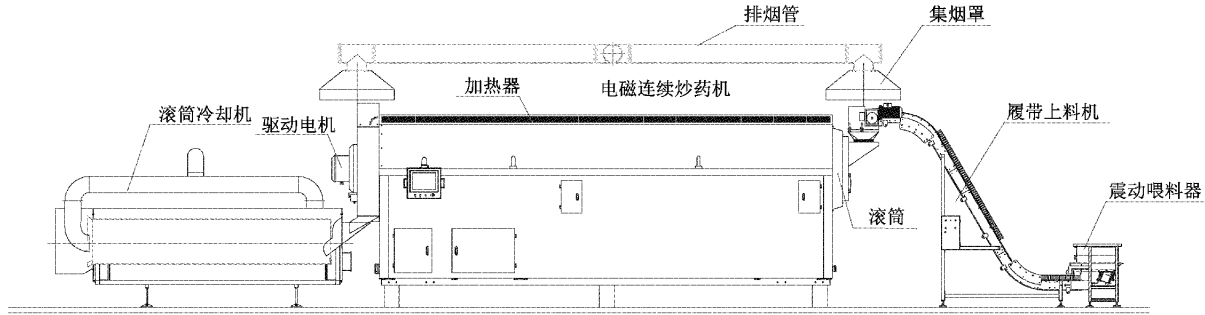 排烟管
集烟罩
加热器
电磁连续炒药机
滚筒冷却机
驱动电机
履带上料机
震动喂料器
滚筒